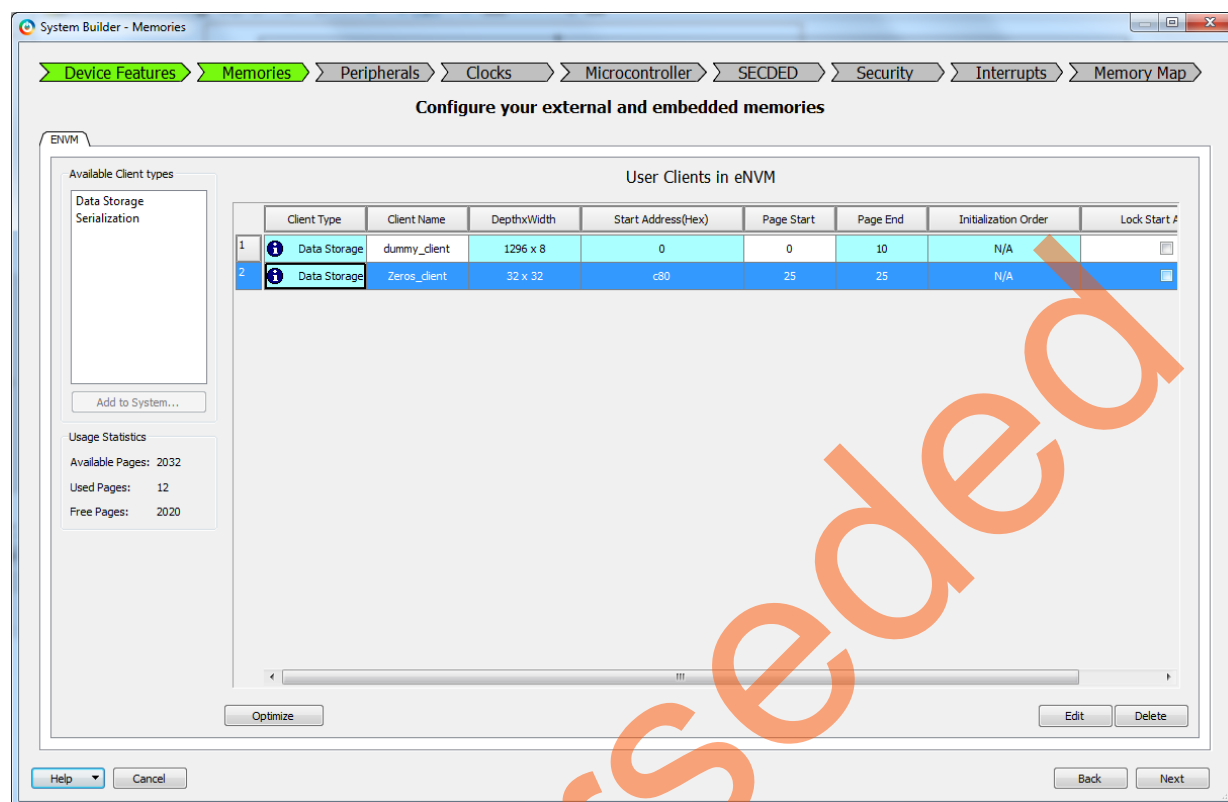 System Builder - Memories
Device Features Memories Peripherals Clocks Microcontroller SECDED Security Interrupts Memory Map
Configure your external and embedded memories
ENVM
Available Client types
Data Storage
Serialization
Add to System...
Usage Statistics
Available Pages: 2032
Used Pages: 12
Free Pages: 2020
User Clients in eNVM
Client Type Client Name DepthxWidth Start Address(Hex) Page Start Page End Initialization Order Lock Start A
1 Data Storage dummy_client 1296 x 8 0 0 10 N/A
2 Data Storage Zeros_client 32 x 32 c80 25 25 N/A
Optimize Edit Delete
Help Cancel Back Next
seded